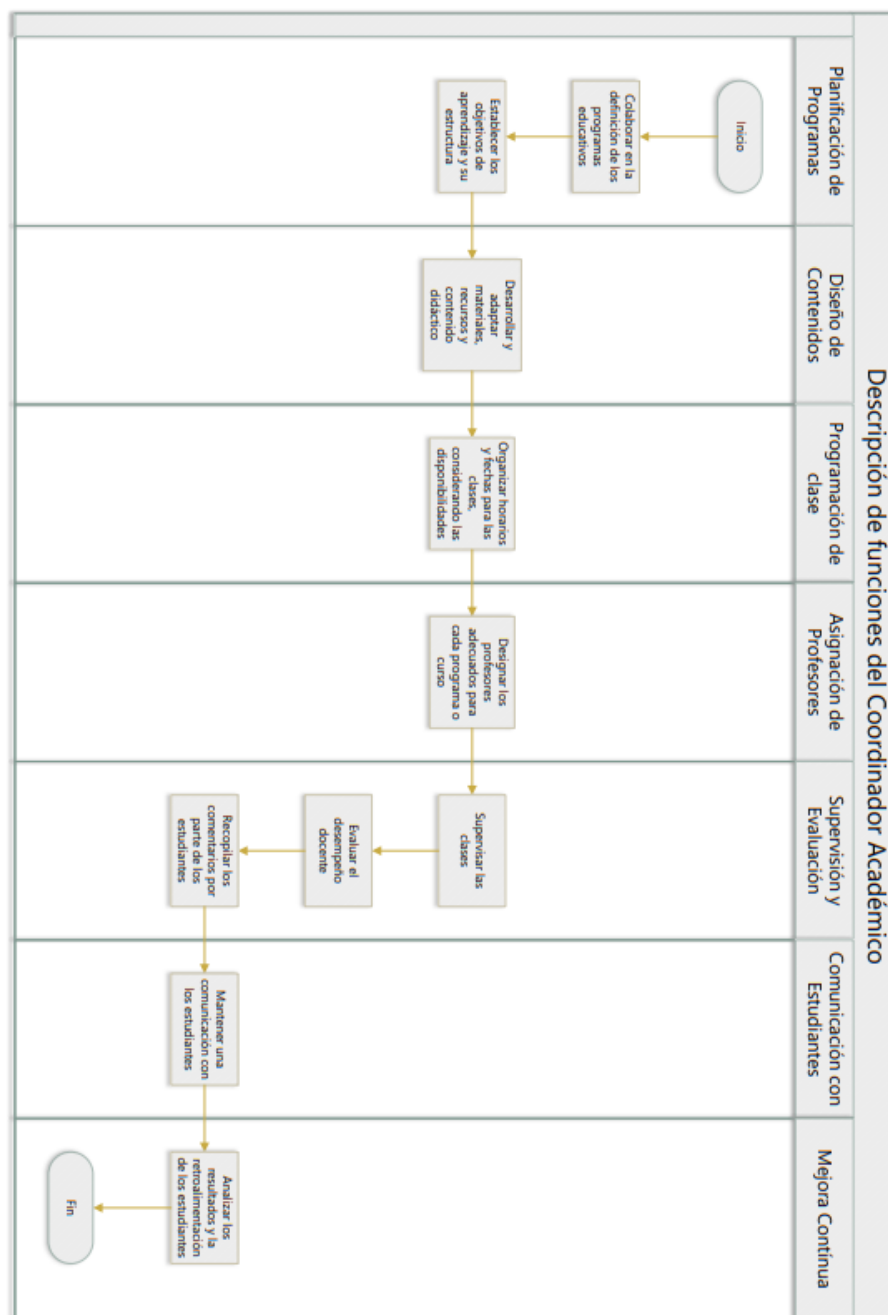 Descripción de funciones del Coordinador Académico
Planificación de
Programas
Diseño de
Contenidos
Programación de
clase
Asignación de
Profesores
Supervisión y
Evaluación
Comunicación con
Estudiantes
Mejora Contínua
Inicio
Colaborar en la
definición de los
programas
educativos
Establecer los
objetivos de
aprendizaje y su
estructura
Desarrollar y
adaptar
materiales,
recursos y
contenido
didáctico
Organizar horarios
y fechas para las
clases,
considerando las
disponibilidades
Designar los
profesores
adecuados para
cada programa o
curso
Supervisar las
clases
Evaluar el
desempeño
docente
Recopilar los
comentarios por
parte de los
estudiantes
Mantener una
comunicación con
los estudiantes
Analizar los
resultados y la
retroalimentación
de los estudiantes
Fin